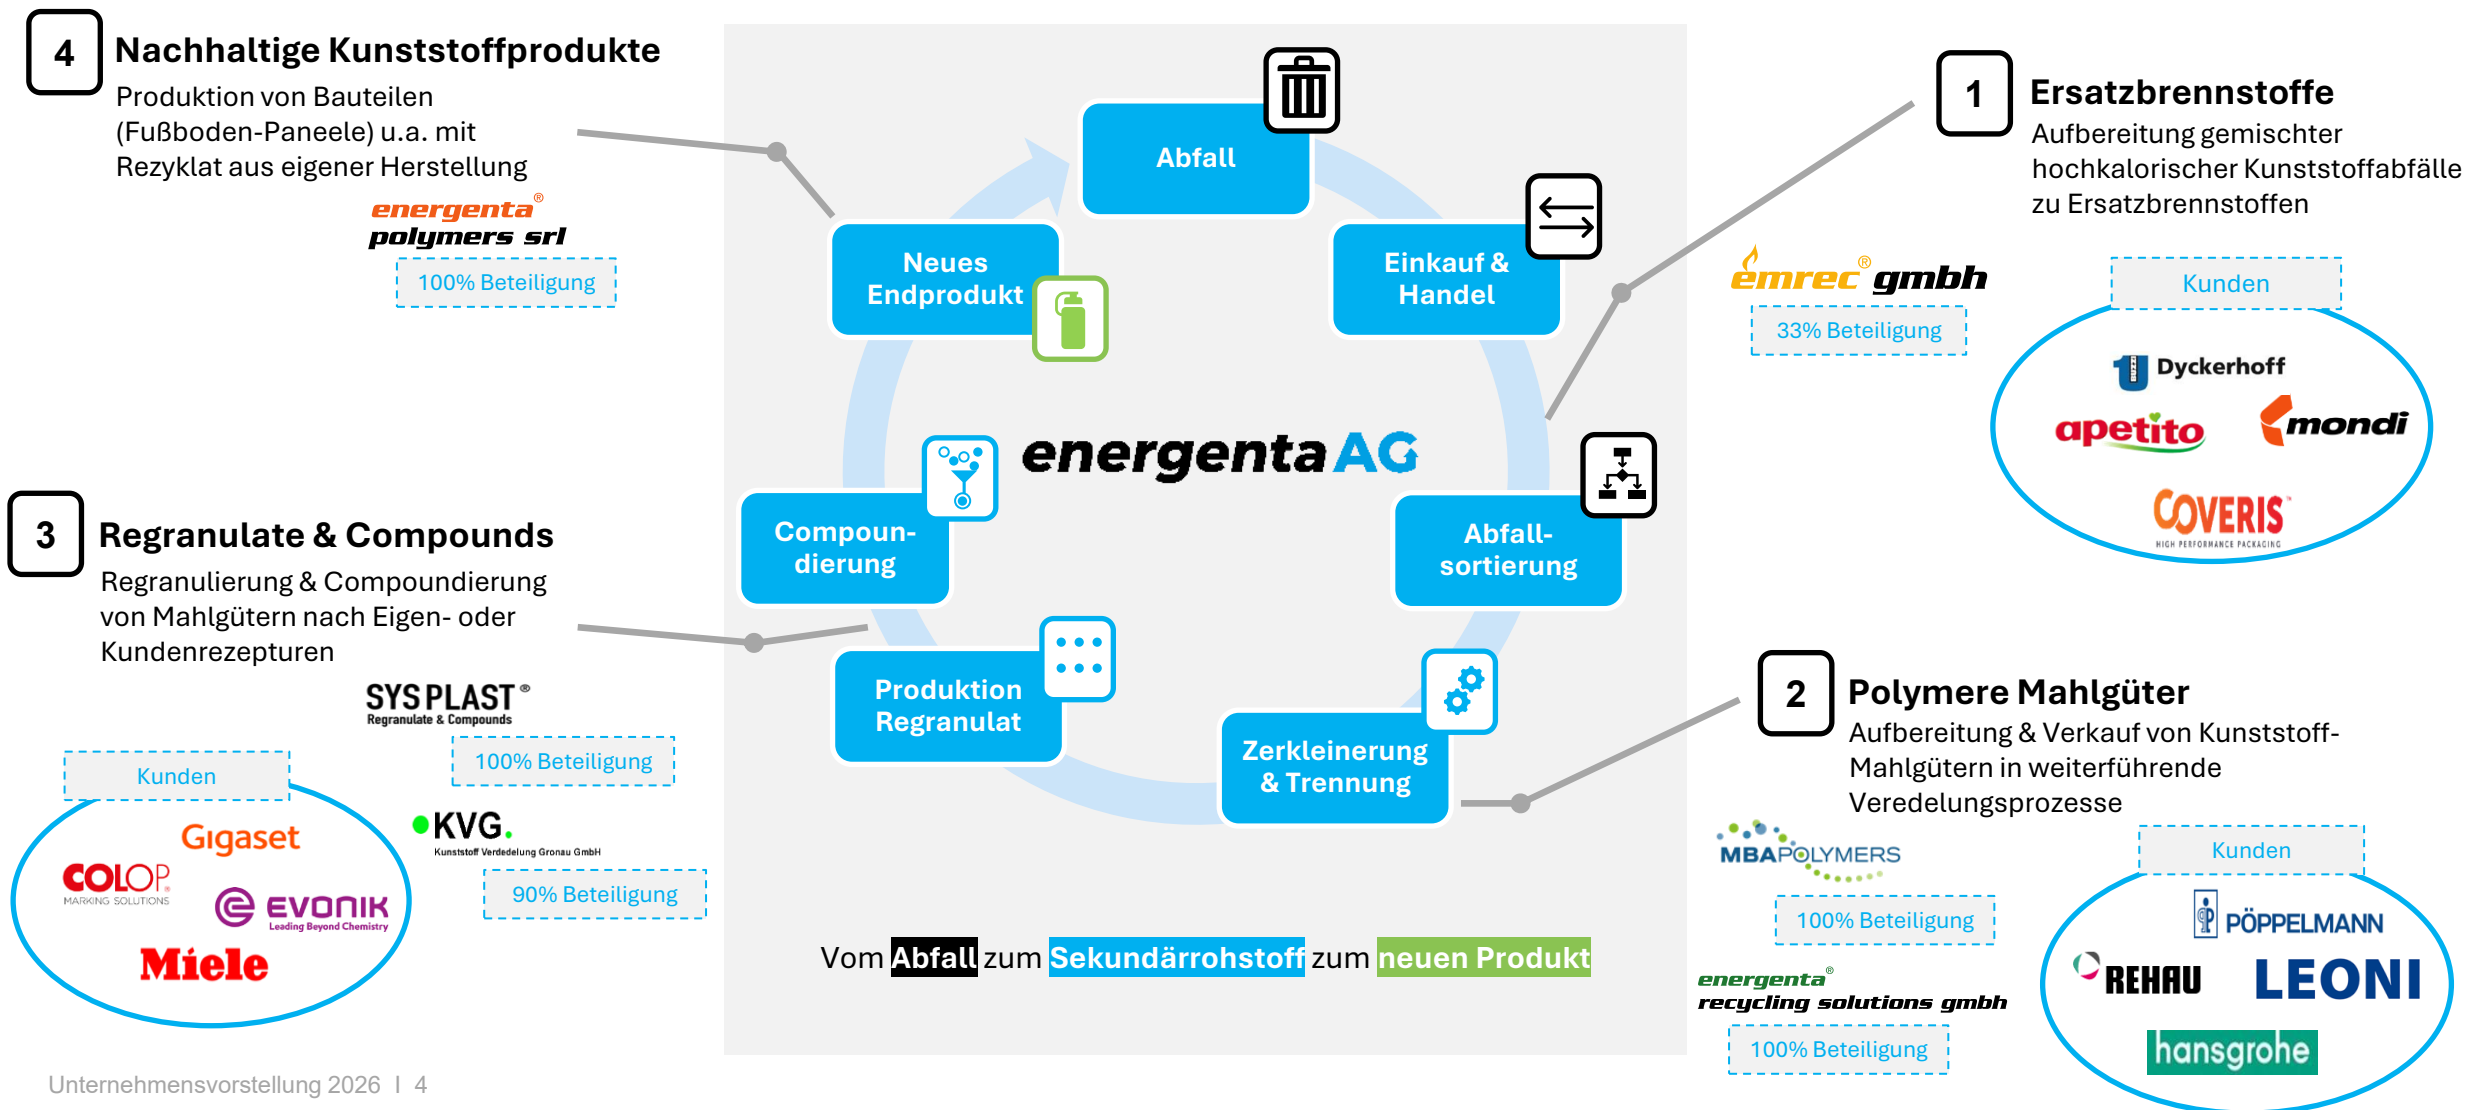 4
Nachhaltige Kunststoffprodukte
Produktion von Bauteilen
(Fußboden-Paneele) u.a. mit
Rezyklat aus eigener Herstellung
energenta®
polymers srl
100% Beteiligung
Abfall
Einkauf &
Handel
Abfall-
sortierung
Zerkleinerung
& Trennung
Produktion
Regranulat
Compoun-
dierung
Neues
Endprodukt
energenta AG
Vom Abfall zum Sekundärrohstoff zum neuen Produkt
1
Ersatzbrennstoffe
Aufbereitung gemischter
hochkalorischer Kunststoffabfälle
zu Ersatzbrennstoffen
emrec® gmbh
33% Beteiligung
Kunden
Dyckerhoff
apetito
mondi
COVERIS™
HIGH PERFORMANCE PACKAGING
2
Polymere Mahlgüter
Aufbereitung & Verkauf von Kunststoff-
Mahlgütern in weiterführende
Veredelungsprozesse
MBAPOLYMERS
100% Beteiligung
energenta®
recycling solutions gmbh
100% Beteiligung
Kunden
PÖPPELMANN
REHAU
LEONI
hansgrohe
3
Regranulate & Compounds
Regranulierung & Compoundierung
von Mahlgütern nach Eigen- oder
Kundenrezepturen
SYSPLAST®
Regranulate & Compounds
100% Beteiligung
KVG.
Kunststoff Verdedelung Gronau GmbH
90% Beteiligung
Kunden
Gigaset
COLOP®
MARKING SOLUTIONS
EVONIK
Leading Beyond Chemistry
Miele
Unternehmensvorstellung 2026 I 4